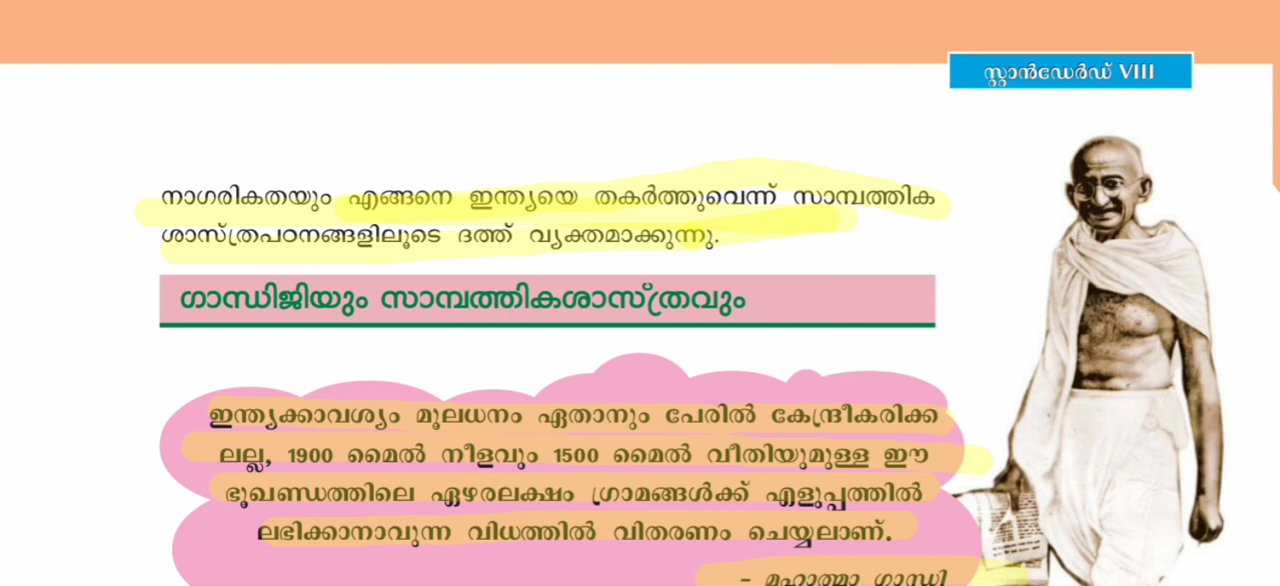 സ്റ്റാൻഡേർഡ് VIII
നാഗരികതയും എങ്ങനെ ഇന്ത്യയെ തകർത്തുവെന്ന് സാമ്പത്തിക
ശാസ്ത്രപഠനങ്ങളിലൂടെ ദത്ത് വ്യക്തമാക്കുന്നു.
ഗാന്ധിജിയും സാമ്പത്തികശാസ്ത്രവും
ഇന്ത്യക്കാവശ്യം മൂലധനം ഏതാനും പേരിൽ കേന്ദ്രീകരിക്ക
ലല്ല, 1900 മൈൽ നീളവും 1500 മൈൽ വീതിയുമുള്ള ഈ
ഭൂഖണ്ഡത്തിലെ ഏഴരലക്ഷം ഗ്രാമങ്ങൾക്ക് എളുപ്പത്തിൽ
ലഭിക്കാനാവുന്ന വിധത്തിൽ വിതരണം ചെയ്യലാണ്.
- മഹാത്മാ ഗാന്ധി